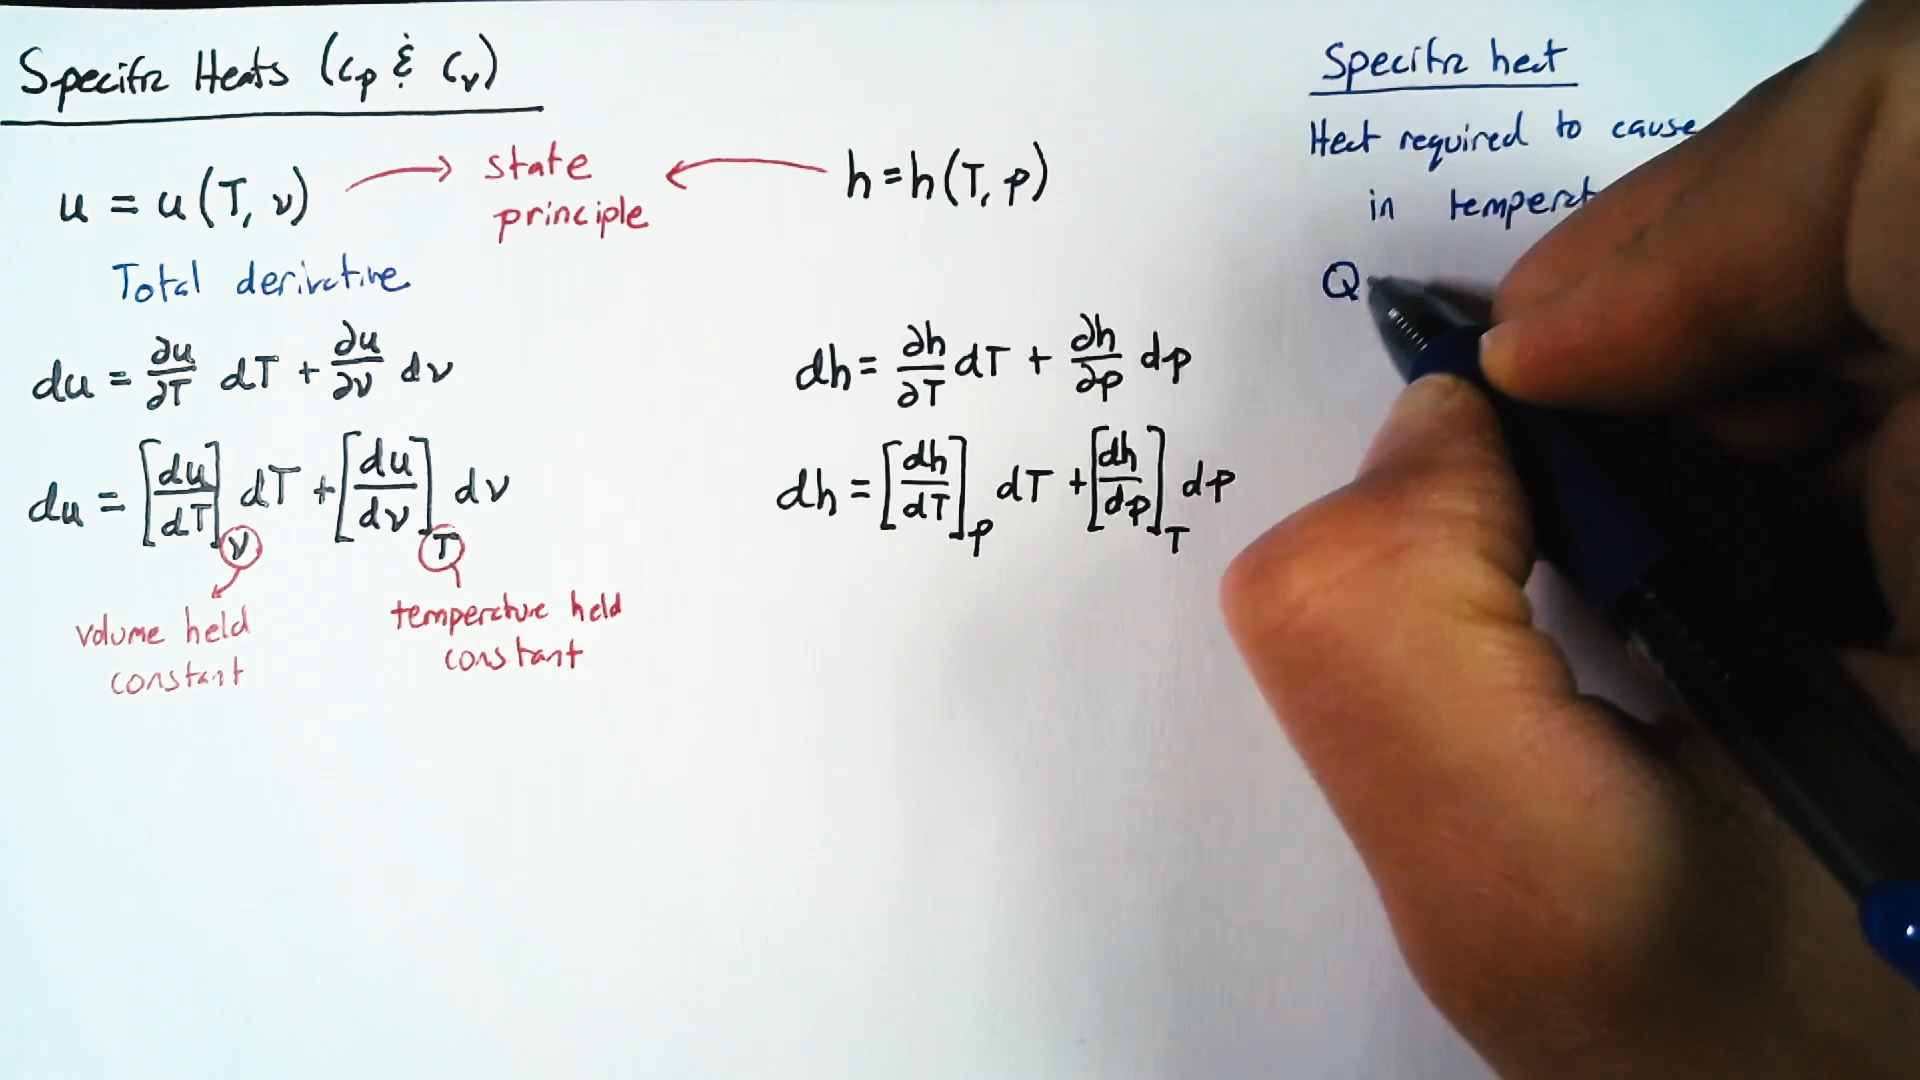 Specific Heats (cp & cv)
u = u(T, v) → state principle ← h = h(T, p)
Total derivative
du = ∂u/∂T dT + ∂u/∂v dv
du = [du/dT]v dT + [du/dv]T dv
volume held
constant
temperature held
constant
dh = ∂h/∂T dT + ∂h/∂p dp
dh = [dh/dT]p dT + [dh/dp]T dp
Specific heat
Heat required to cause
in
Q